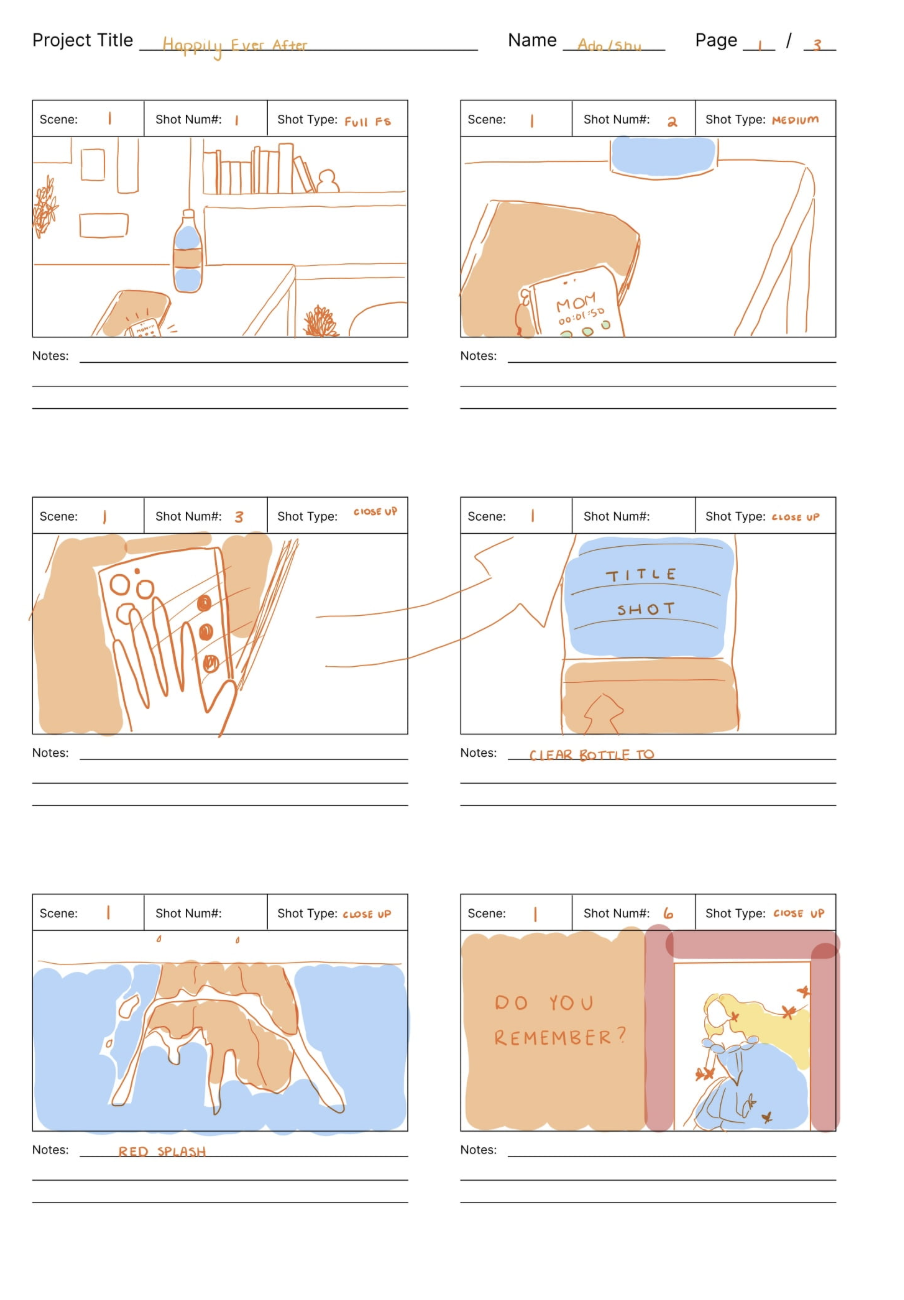 Project Title Happily Ever After Name Ado/Shu Page 1 / 3
Scene: 1 Shot Num#: 1 Shot Type: Full FS
Scene: 1 Shot Num#: 2 Shot Type: MEDIUM
MOM
00:01:50
Notes:
Notes:
Scene: 1 Shot Num#: 3 Shot Type: CLOSE UP
Scene: 1 Shot Num#: Shot Type: CLOSE UP
TITLE
SHOT
Notes:
Notes: CLEAR BOTTLE TO
Scene: 1 Shot Num#: Shot Type: CLOSE UP
Scene: 1 Shot Num#: 6 Shot Type: CLOSE UP
DO YOU
REMEMBER?
Notes: RED SPLASH
Notes: